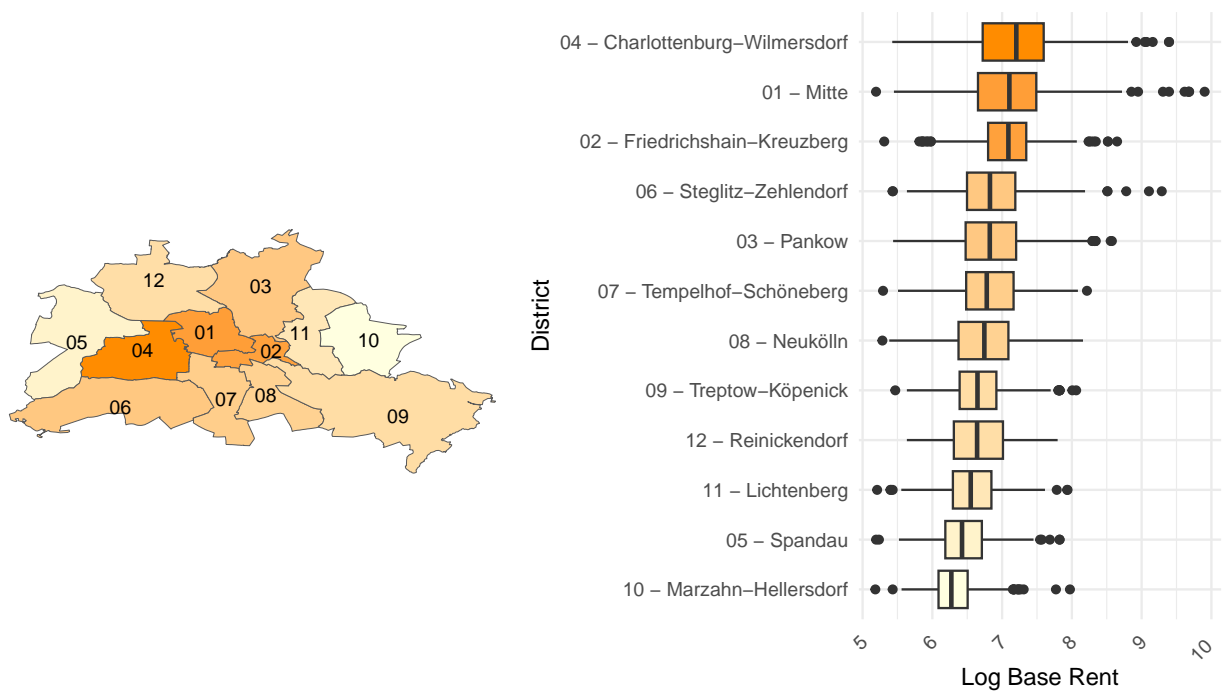 12
03
05
04
01
02
11
10
06
07
08
09
District
04 – Charlottenburg–Wilmersdorf
01 – Mitte
02 – Friedrichshain–Kreuzberg
06 – Steglitz–Zehlendorf
03 – Pankow
07 – Tempelhof–Schöneberg
08 – Neukölln
09 – Treptow–Köpenick
12 – Reinickendorf
11 – Lichtenberg
05 – Spandau
10 – Marzahn–Hellersdorf
5 6 7 8 9 10
Log Base Rent